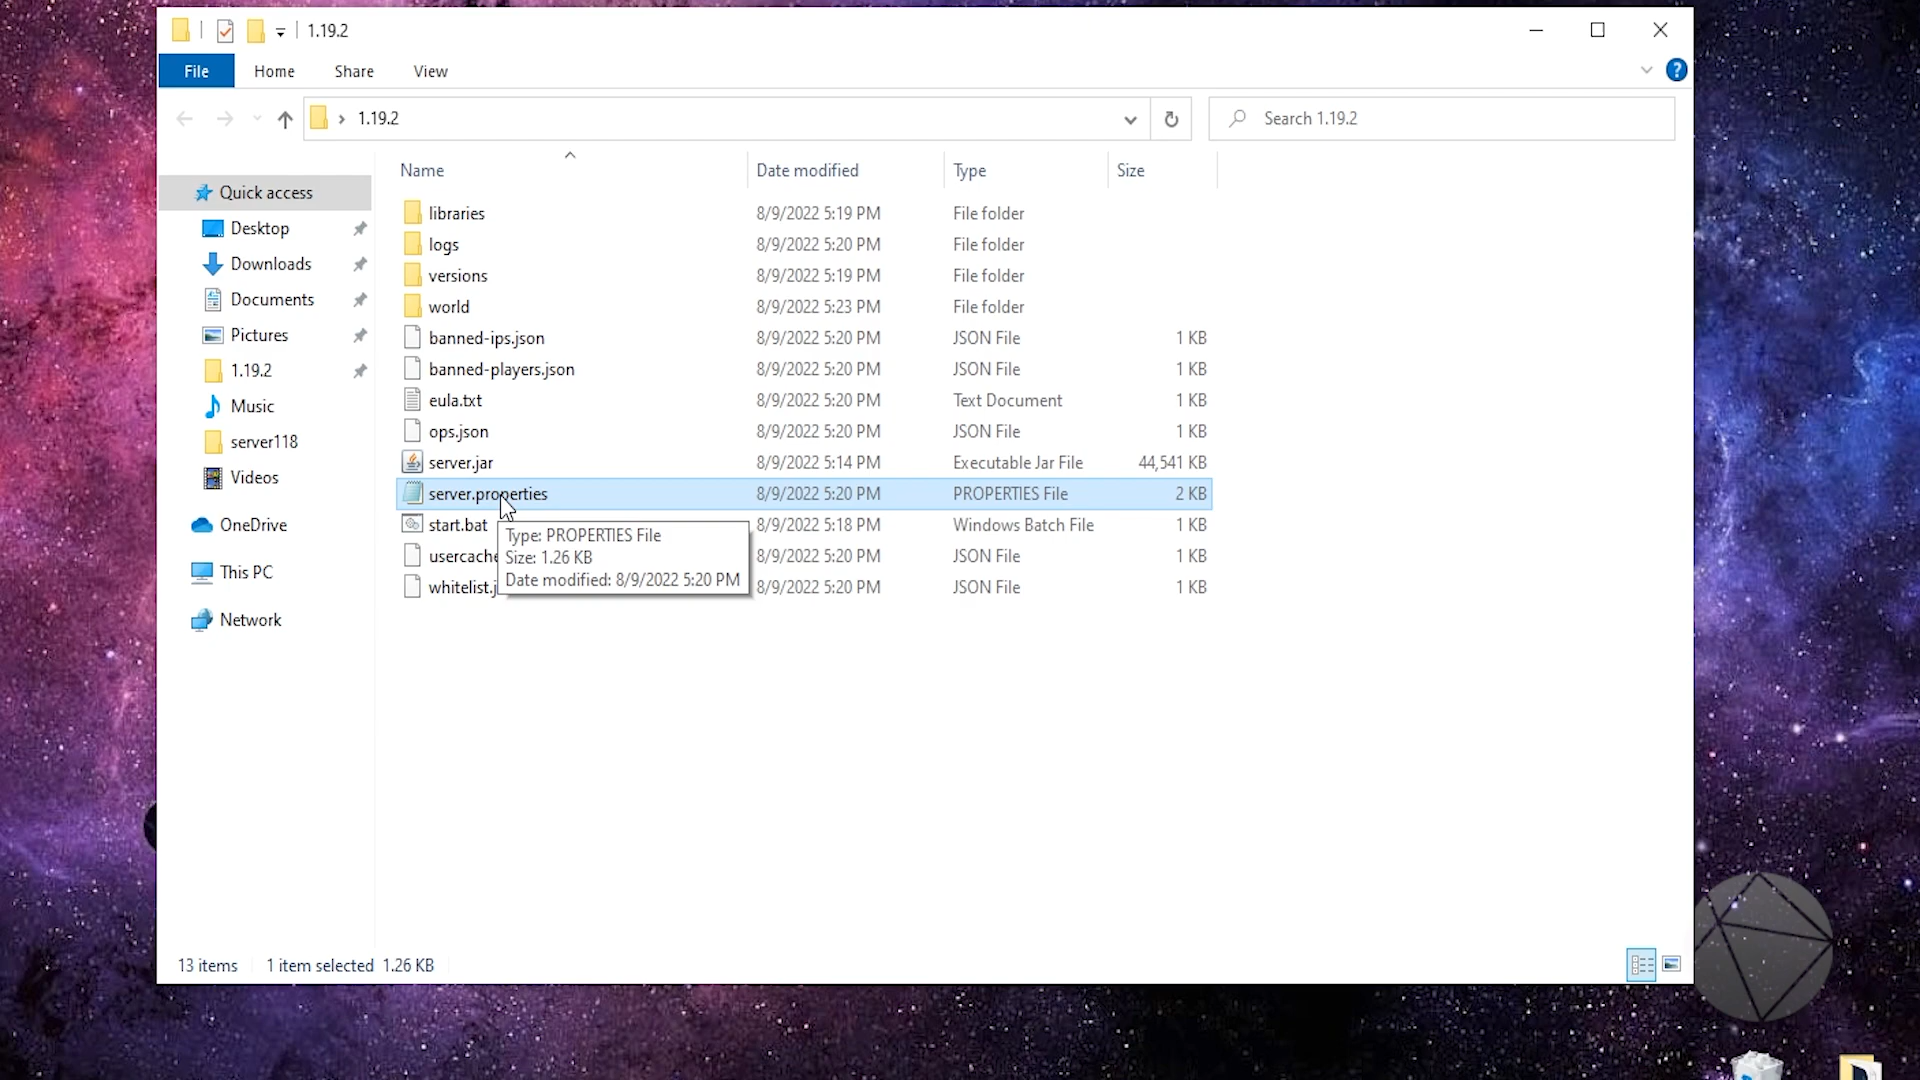 1.19.2
File Home Share View
1.19.2
Search 1.19.2
Name Date modified Type Size
Quick access
Desktop
Downloads
Documents
Pictures
1.19.2
Music
server118
Videos
OneDrive
This PC
Network
libraries 8/9/2022 5:19 PM File folder
logs 8/9/2022 5:20 PM File folder
versions 8/9/2022 5:19 PM File folder
world 8/9/2022 5:23 PM File folder
banned-ips.json 8/9/2022 5:20 PM JSON File 1 KB
banned-players.json 8/9/2022 5:20 PM JSON File 1 KB
eula.txt 8/9/2022 5:20 PM Text Document 1 KB
ops.json 8/9/2022 5:20 PM JSON File 1 KB
server.jar 8/9/2022 5:14 PM Executable Jar File 44,541 KB
server.properties 8/9/2022 5:20 PM PROPERTIES File 2 KB
start.bat 8/9/2022 5:18 PM Windows Batch File 1 KB
usercache 8/9/2022 5:20 PM JSON File 1 KB
whitelist.j 8/9/2022 5:20 PM JSON File 1 KB
Type: PROPERTIES File
Size: 1.26 KB
Date modified: 8/9/2022 5:20 PM
13 items 1 item selected 1.26 KB